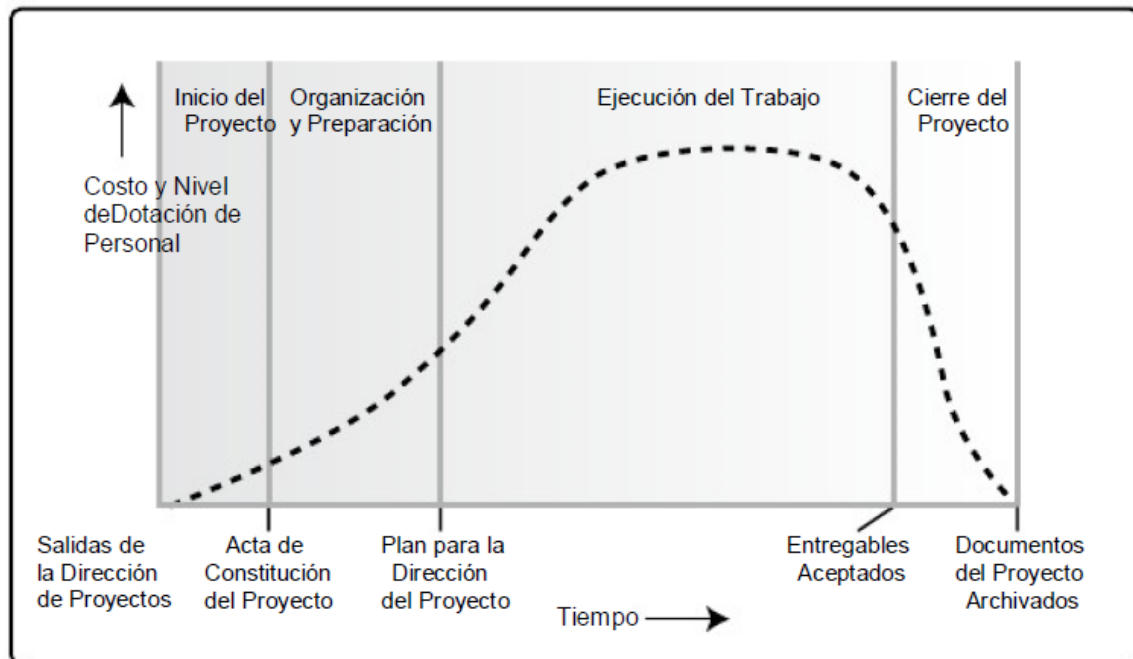 Inicio del
Proyecto
Organización
y Preparación
Ejecución del Trabajo
Cierre del
Proyecto
Costo y Nivel
deDotación de
Personal
Salidas de
la Dirección
de Proyectos
Acta de
Constitución
del Proyecto
Plan para la
Dirección
del Proyecto
Entregables
Aceptados
Documentos
del Proyecto
Archivados
Tiempo